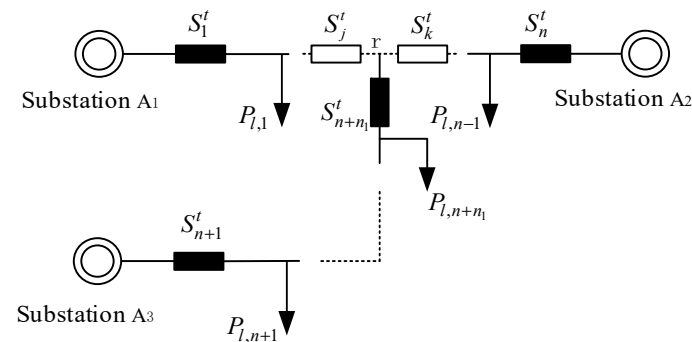 S_1^t
S_j^t
r
S_k^t
S_n^t
Substation A1
P_{l,1}
S_{n+n_1}^t
P_{l,n-1}
Substation A2
P_{l,n+n_1}
S_{n+1}^t
Substation A3
P_{l,n+1}